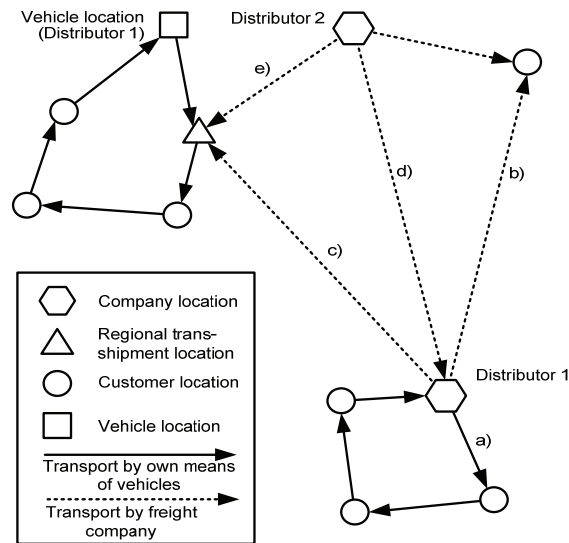 Vehicle location
(Distributor 1)
Distributor 2
e)
d)
b)
c)
Distributor 1
a)
Company location
Regional trans-
shipment location
Customer location
Vehicle location
Transport by own means
of vehicles
Transport by freight
company